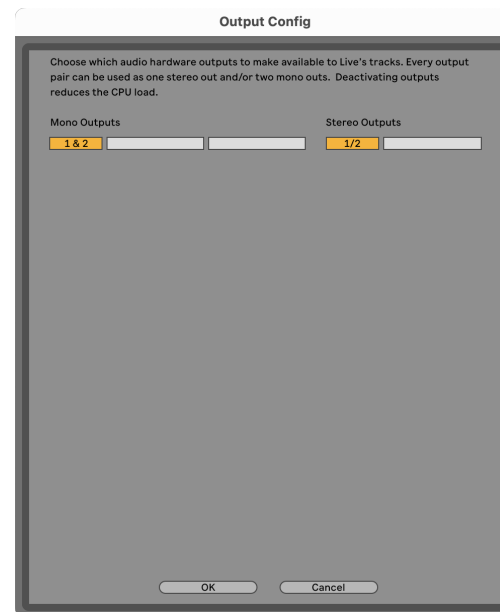 Output Config
Choose which audio hardware outputs to make available to Live's tracks. Every output
pair can be used as one stereo out and/or two mono outs.  Deactivating outputs
reduces the CPU load.
Mono Outputs
Stereo Outputs
1 & 2
1/2
OK
Cancel